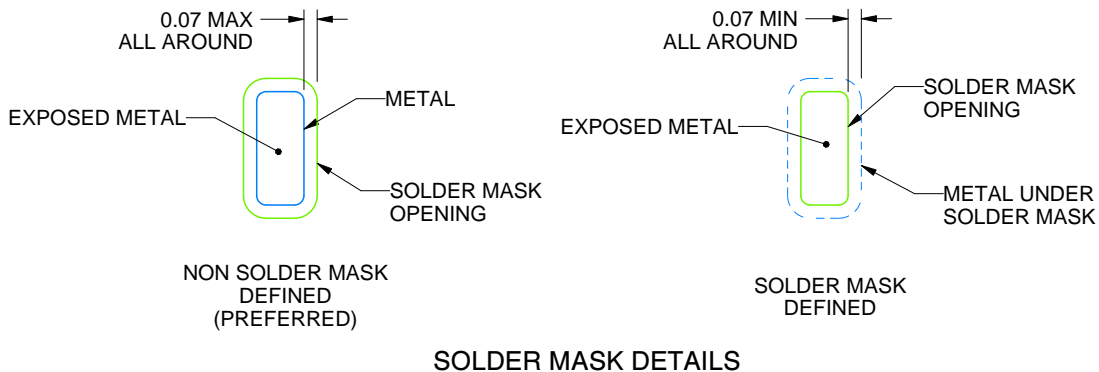 0.07 MAX
ALL AROUND
EXPOSED METAL
METAL
SOLDER MASK
OPENING
NON SOLDER MASK
DEFINED
(PREFERRED)
0.07 MIN
ALL AROUND
EXPOSED METAL
SOLDER MASK
OPENING
METAL UNDER
SOLDER MASK
SOLDER MASK
DEFINED
SOLDER MASK DETAILS